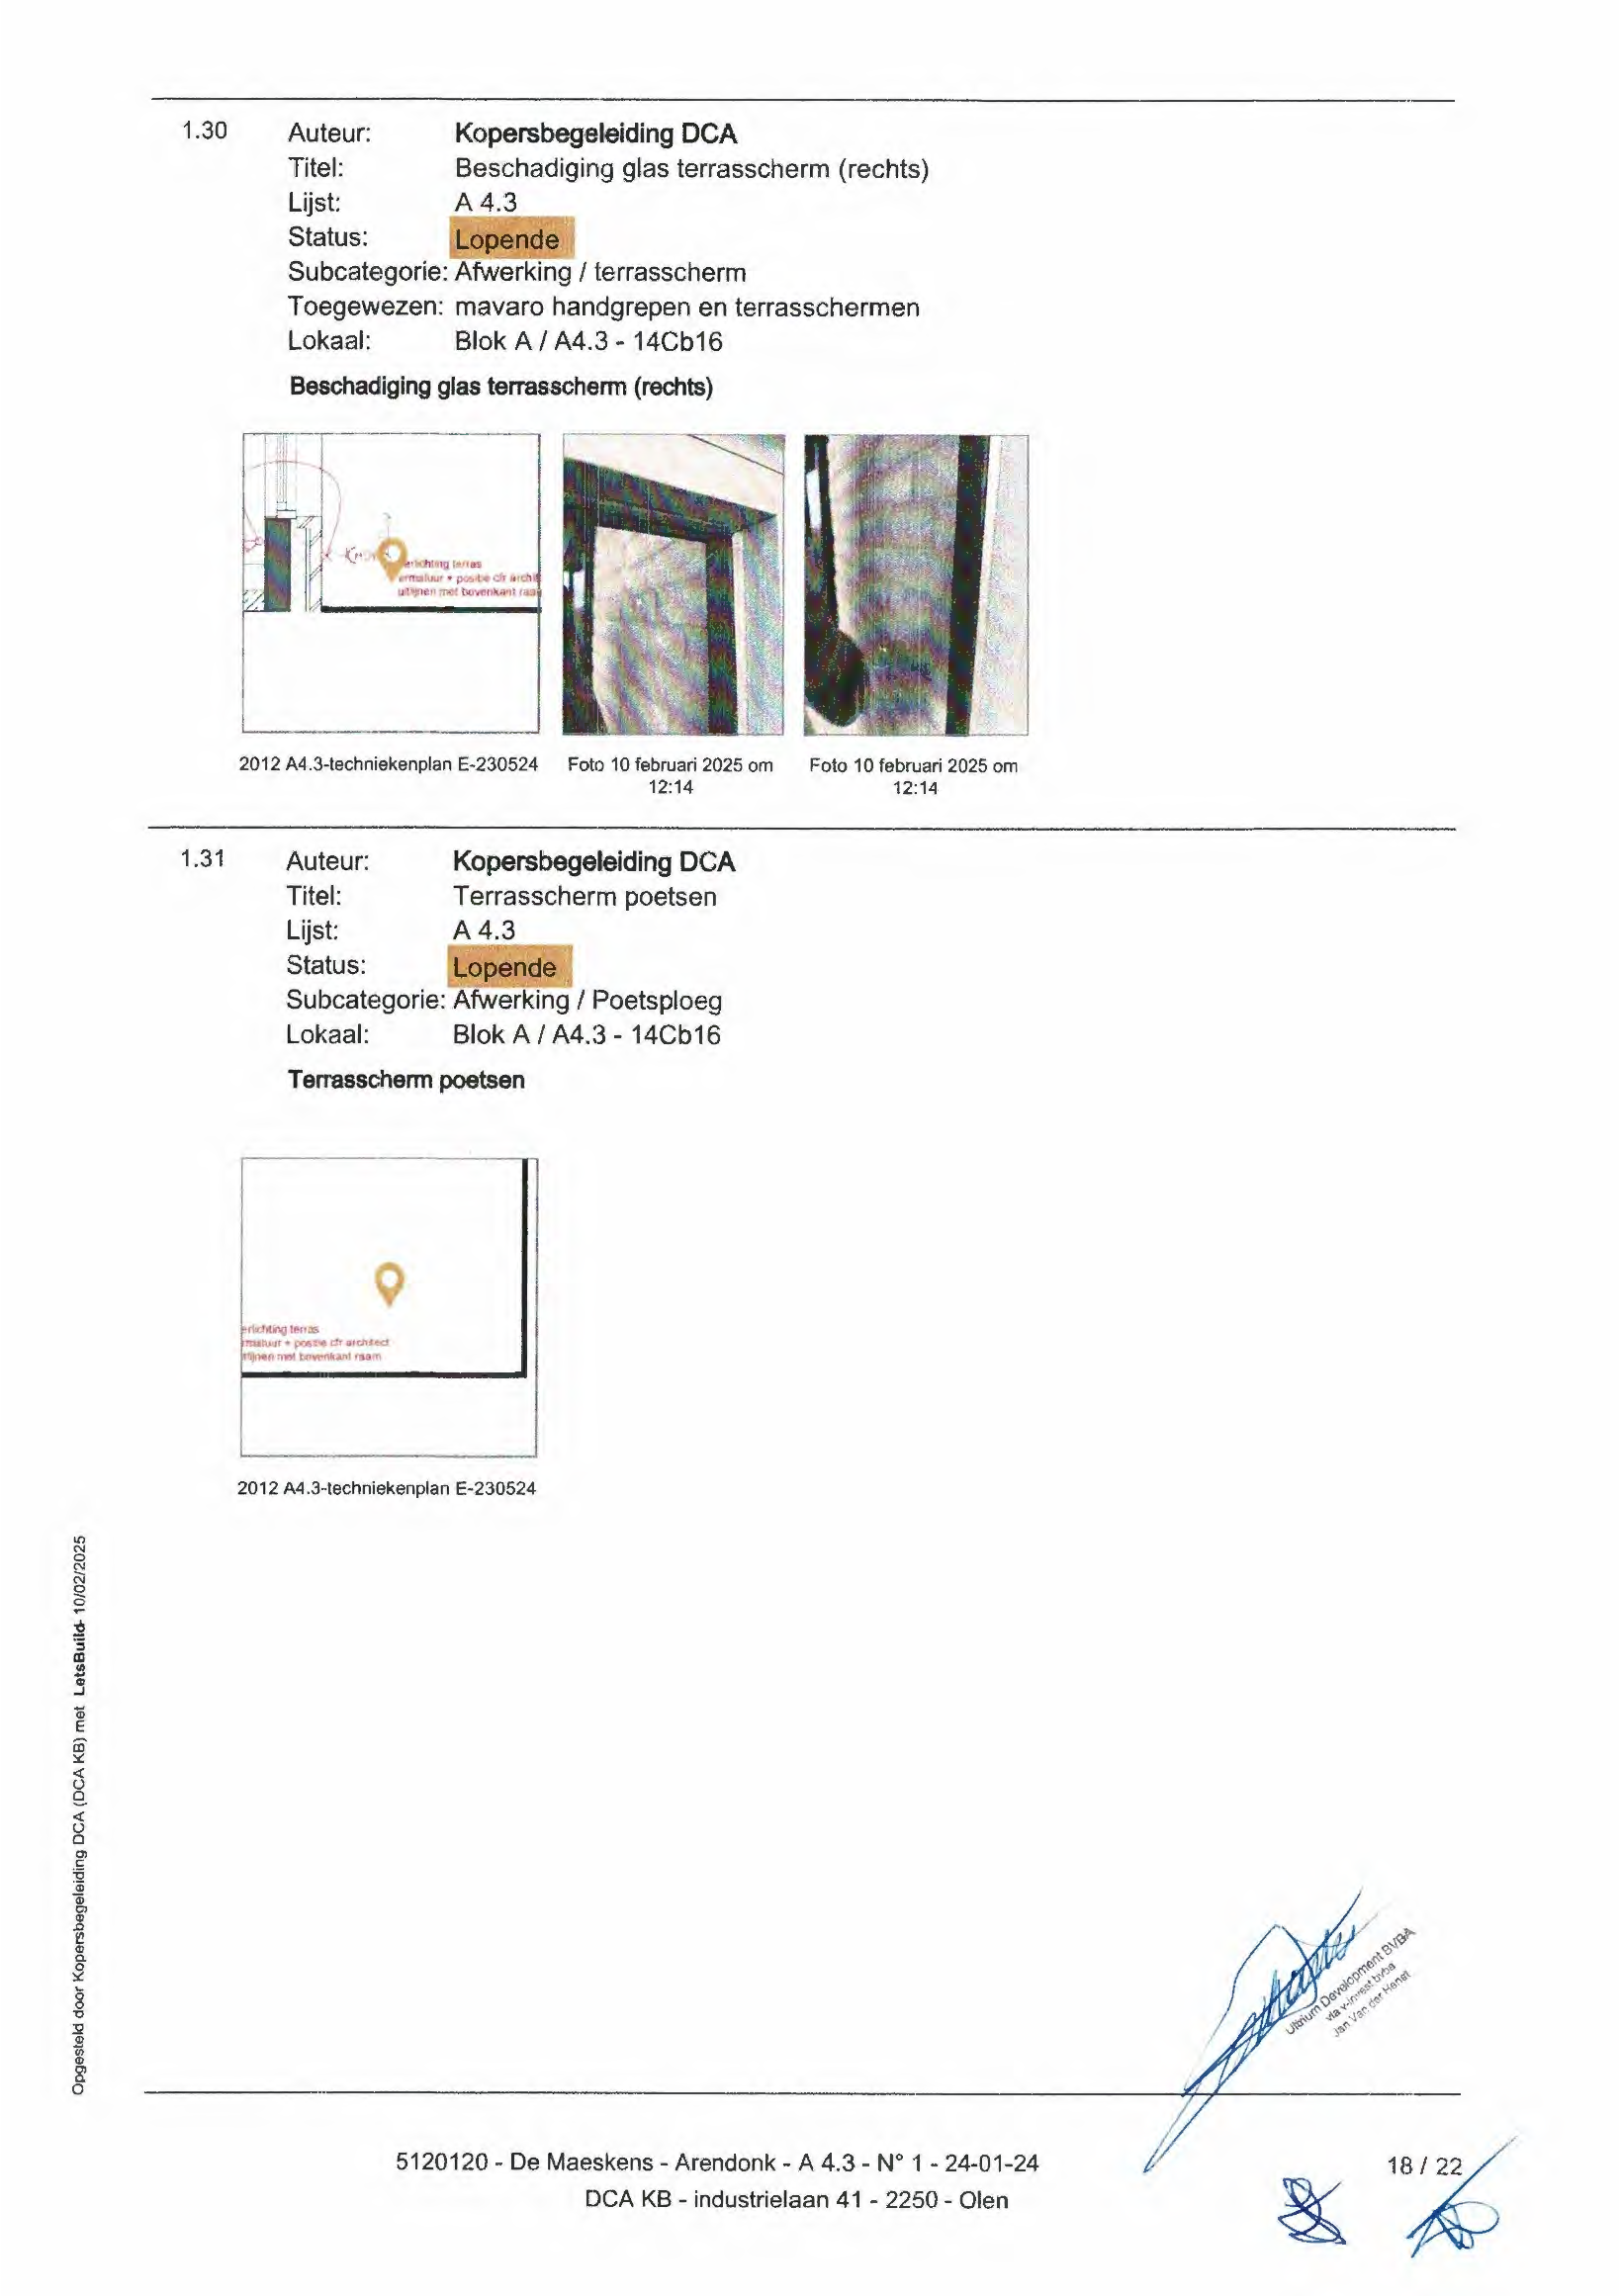 1.30
Auteur: Kopersbegeleiding DCA
Titel: Beschadiging glas terrasscherm (rechts)
Lijst: A 4.3
Status: Lopende
Subcategorie: Afwerking / terrasscherm
Toegewezen: mavaro handgrepen en terrasschermen
Lokaal: Blok A / A4.3 - 14Cb16
Beschadiging glas terrasscherm (rechts)
erlichting terras
ermatuur + positie cfr archit
uitlijnen met bovenkant raa
2012 A4.3-techniekenplan E-230524
Foto 10 februari 2025 om
12:14
Foto 10 februari 2025 om
12:14
1.31
Auteur: Kopersbegeleiding DCA
Titel: Terrasscherm poetsen
Lijst: A 4.3
Status: Lopende
Subcategorie: Afwerking / Poetsploeg
Lokaal: Blok A / A4.3 - 14Cb16
Terrasscherm poetsen
erlichting terras
rmatuur + positie cfr architect
itlijnen met bovenkant raam
2012 A4.3-techniekenplan E-230524
Opgesteld door Kopersbegeleiding DCA (DCA KB) met LetsBuild- 10/02/2025
Ultrium Development BVBA
via v-invest bvba
Jan Van der Henst
5120120 - De Maeskens - Arendonk - A 4.3 - N° 1 - 24-01-24
DCA KB - industrielaan 41 - 2250 - Olen
18 / 22